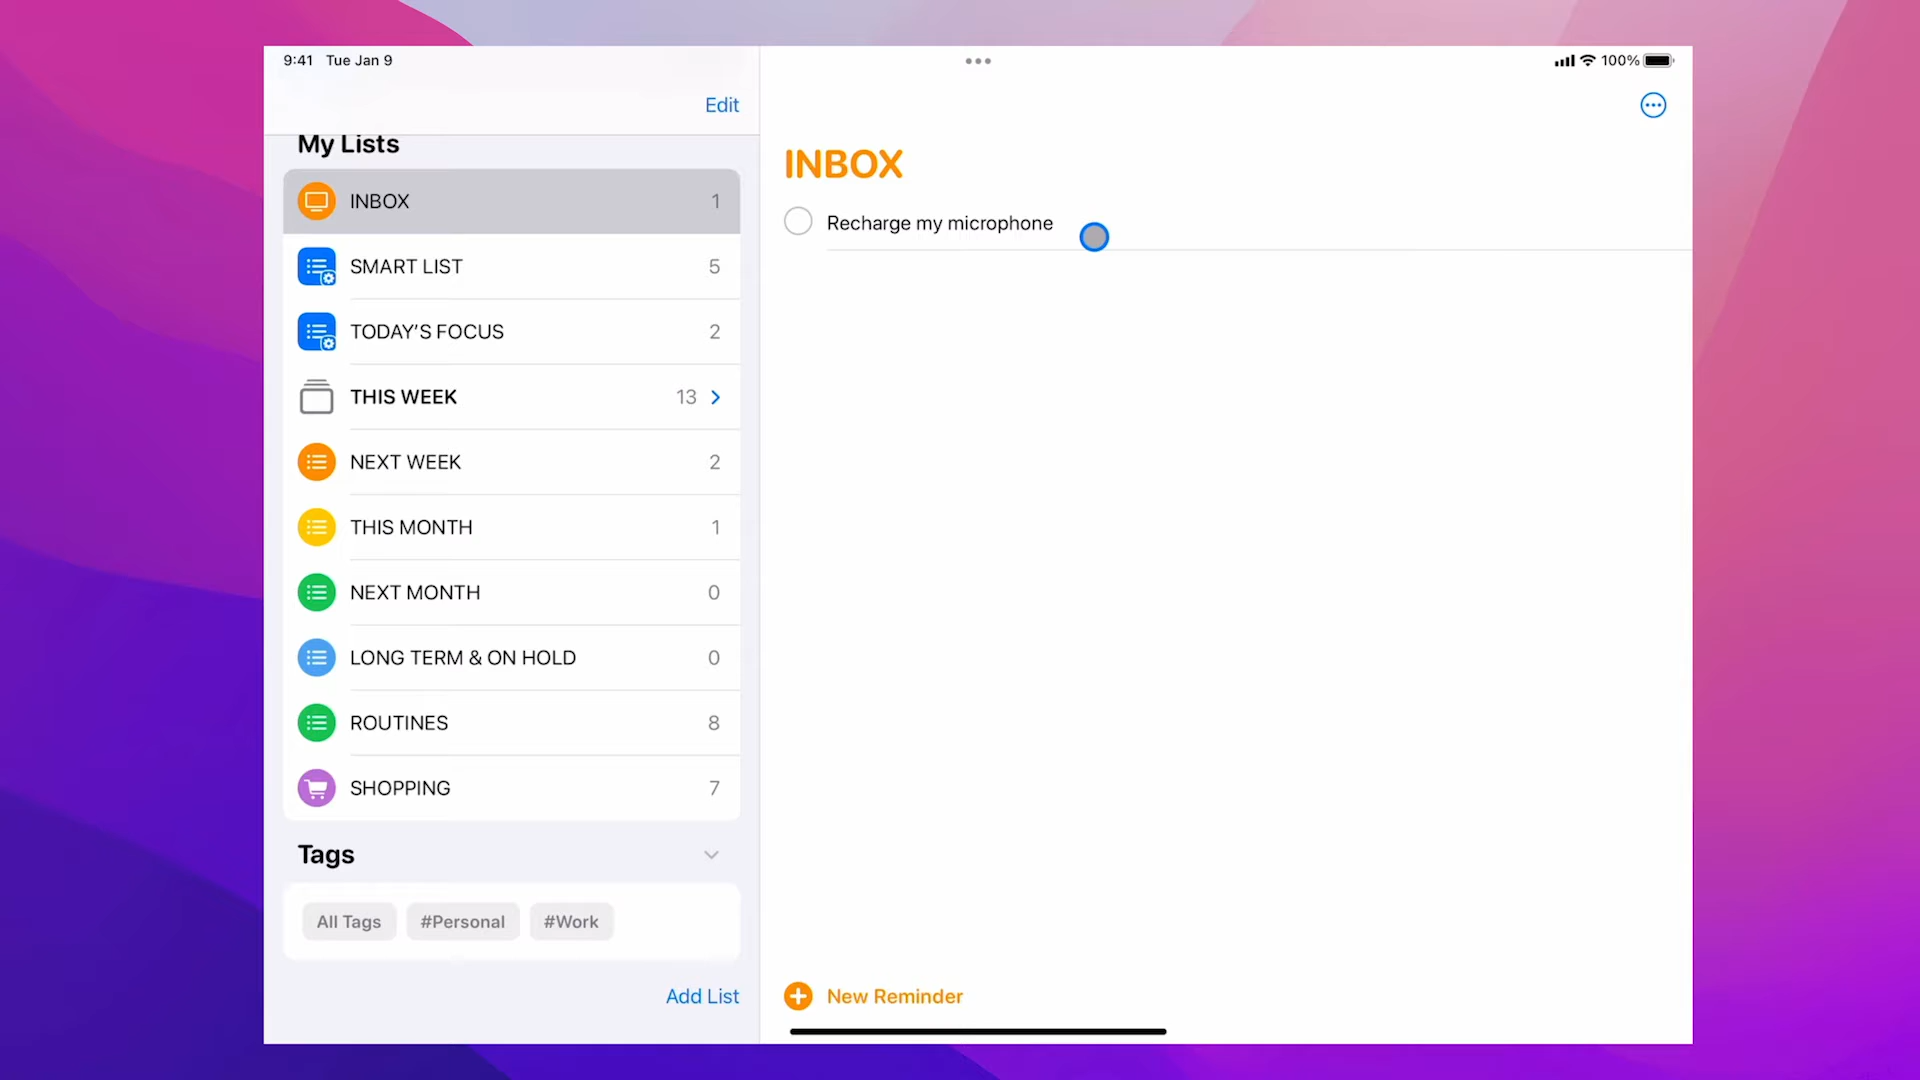 9:41 Tue Jan 9
100%
Edit
My Lists
INBOX 1
SMART LIST 5
TODAY’S FOCUS 2
THIS WEEK 13
NEXT WEEK 2
THIS MONTH 1
NEXT MONTH 0
LONG TERM & ON HOLD 0
ROUTINES 8
SHOPPING 7
Tags
All Tags #Personal #Work
Add List
INBOX
Recharge my microphone
New Reminder